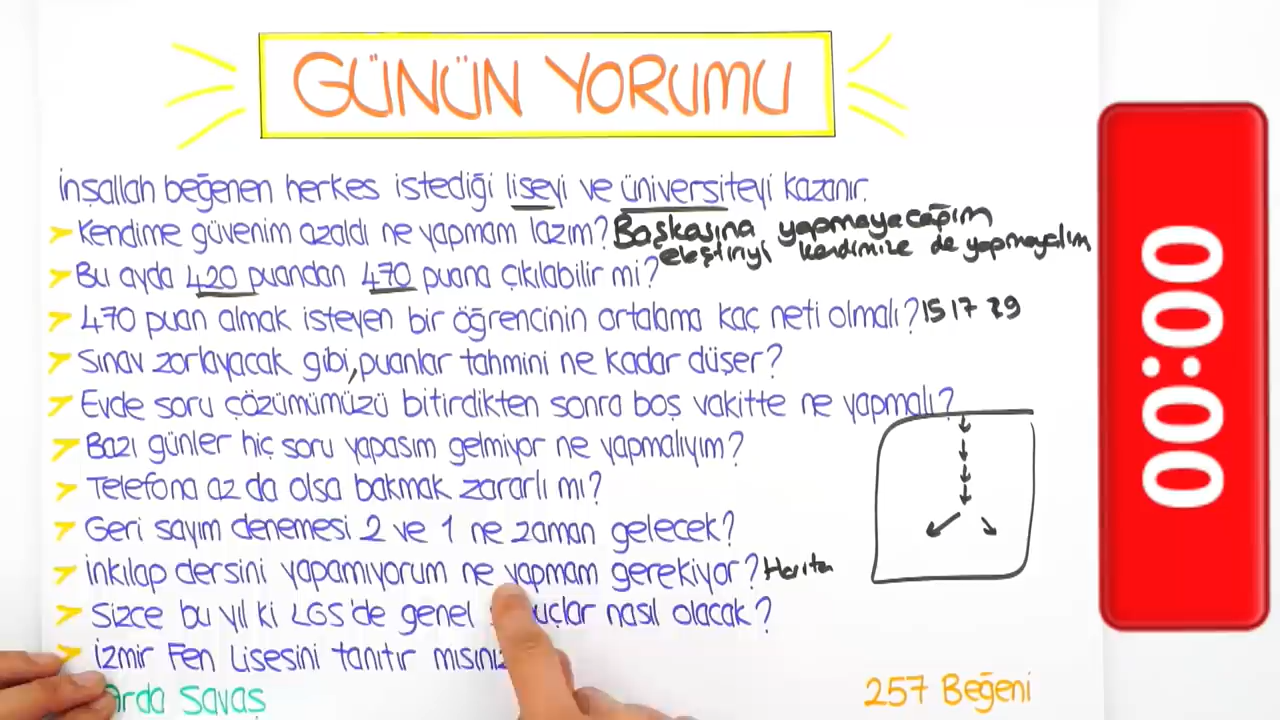 GÜNÜN YORUMU
İnşallah beğenen herkes istediği liseyi ve üniversiteyi kazanır.
➤ Kendime güvenim azaldı ne yapmam lazım? Başkasına yapmayacağım
eleştiriyi kendimize de yapmayalım
➤ Bu ayda 420 puandan 470 puana çıkılabilir mi?
➤ 470 puan almak isteyen bir öğrencinin ortalama kaç neti olmalı? 15 17 29
➤ Sınav zorlayacak gibi, puanlar tahmini ne kadar düşer?
➤ Evde soru çözümümüzü bitirdikten sonra boş vakitte ne yapmalı?
➤ Bazı günler hiç soru yapasım gelmiyor ne yapmalıyım?
➤ Telefona az da olsa bakmak zararlı mı?
➤ Geri sayım denemesi 2 ve 1 ne zaman gelecek?
➤ İnkılap dersini yapamıyorum ne yapmam gerekiyor? Harita
➤ Sizce bu yıl ki LGS'de genel nasıl olacak?
➤ İzmir Fen Lisesini tanıtır
Arda Savaş
257 Beğeni
00:00